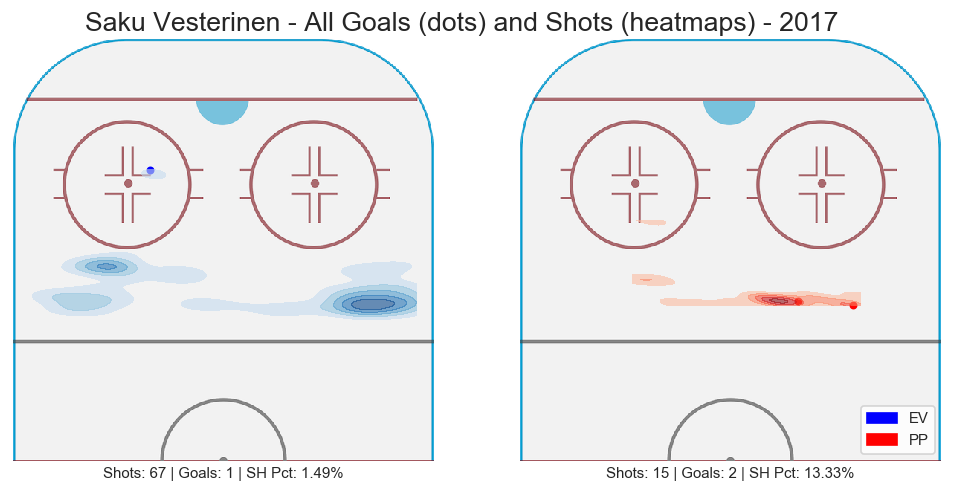 Saku Vesterinen - All Goals (dots) and Shots (heatmaps) - 2017
EV
PP
Shots: 67 | Goals: 1 | SH Pct: 1.49%
Shots: 15 | Goals: 2 | SH Pct: 13.33%